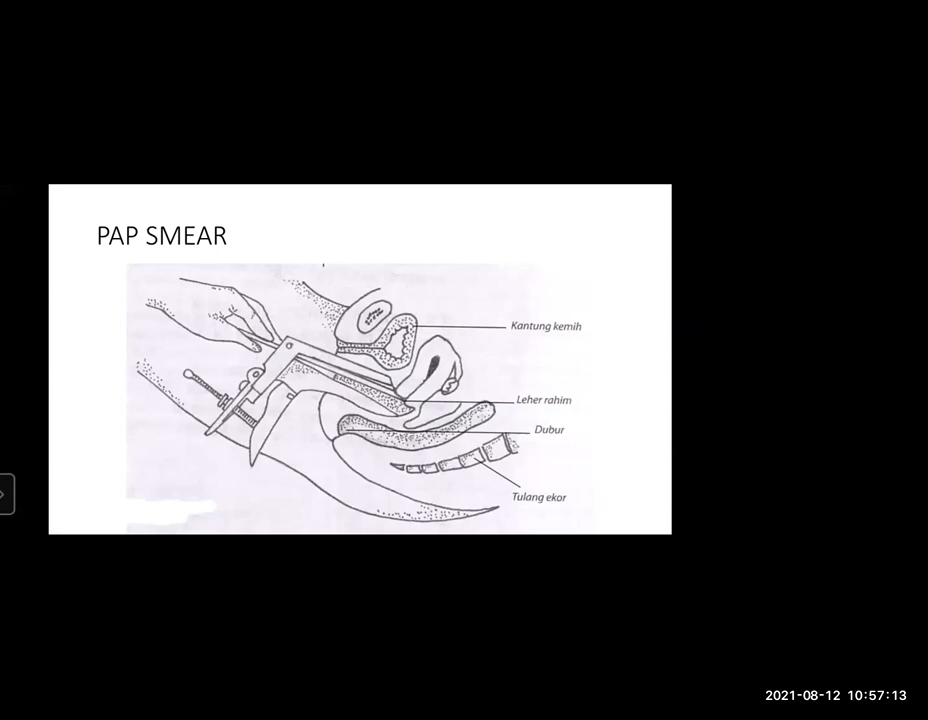 PAP SMEAR
Kantung kemih
Leher rahim
Dubur
Tulang ekor
2021-08-12 10:57:13